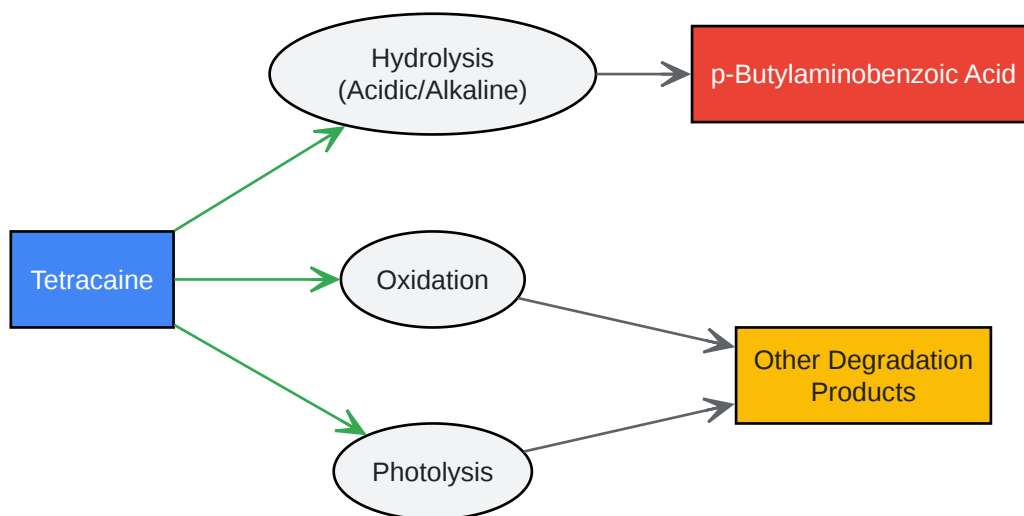 Hydrolysis
(Acidic/Alkaline)
p-Butylaminobenzoic Acid
Tetracaine
Oxidation
Other Degradation
Products
Photolysis